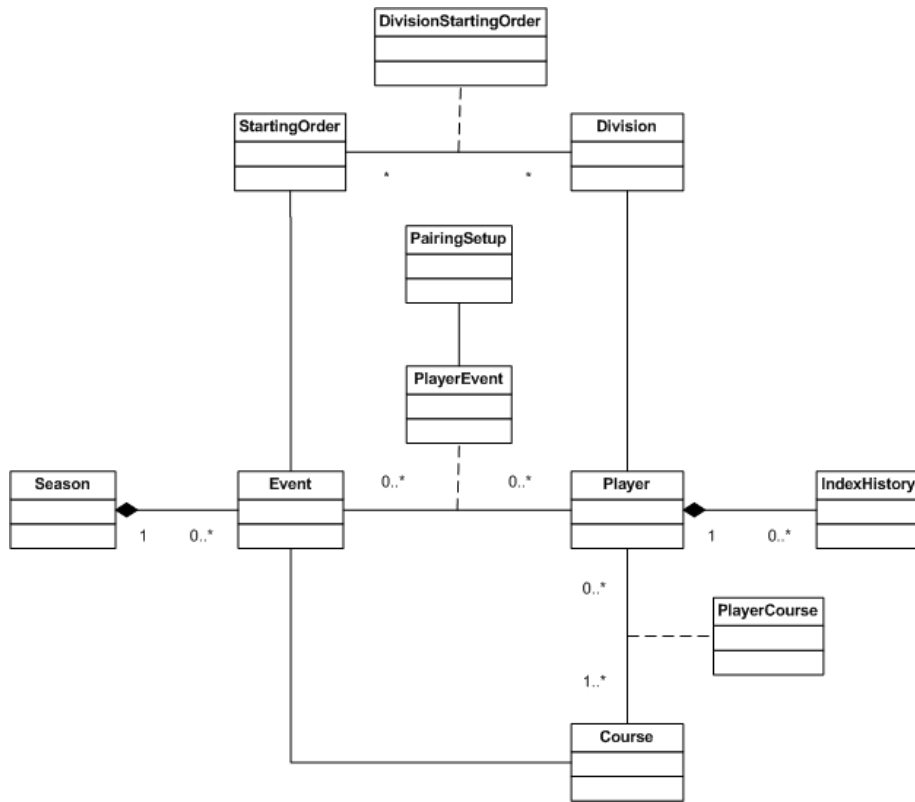 DivisionStartingOrder
StartingOrder
Division
*
*
PairingSetup
PlayerEvent
Season
Event
0..*
0..*
Player
IndexHistory
1
0..*
1
0..*
0..*
PlayerCourse
1..*
Course